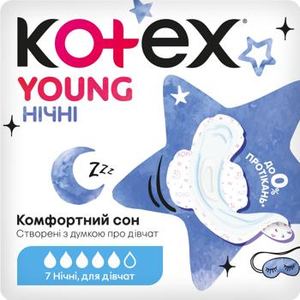 Kotex
YOUNG
НІЧНІ
zzz
ДО 0%
ПРОТІКАНЬ*
Комфортний сон
Створені з думкою про дівчат
7 Нічні, для дівчат